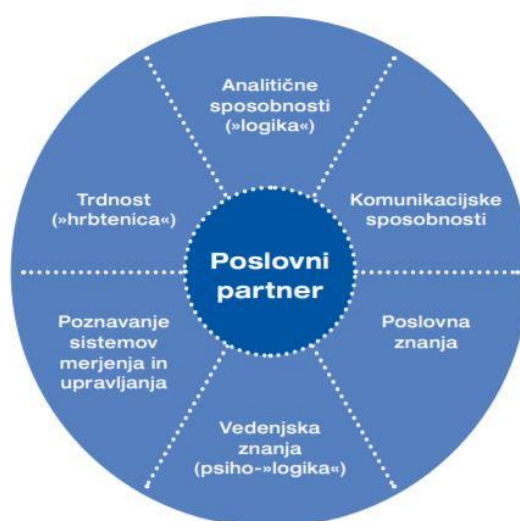 Analitične
sposobnosti
(»logika«)
Komunikacijske
sposobnosti
Poslovna
znanja
Vedenjska
znanja
(psiho-»logika«)
Poznavanje
sistemov
merjenja in
upravljanja
Trdnost
(»hrbtenica«)
Poslovni
partner